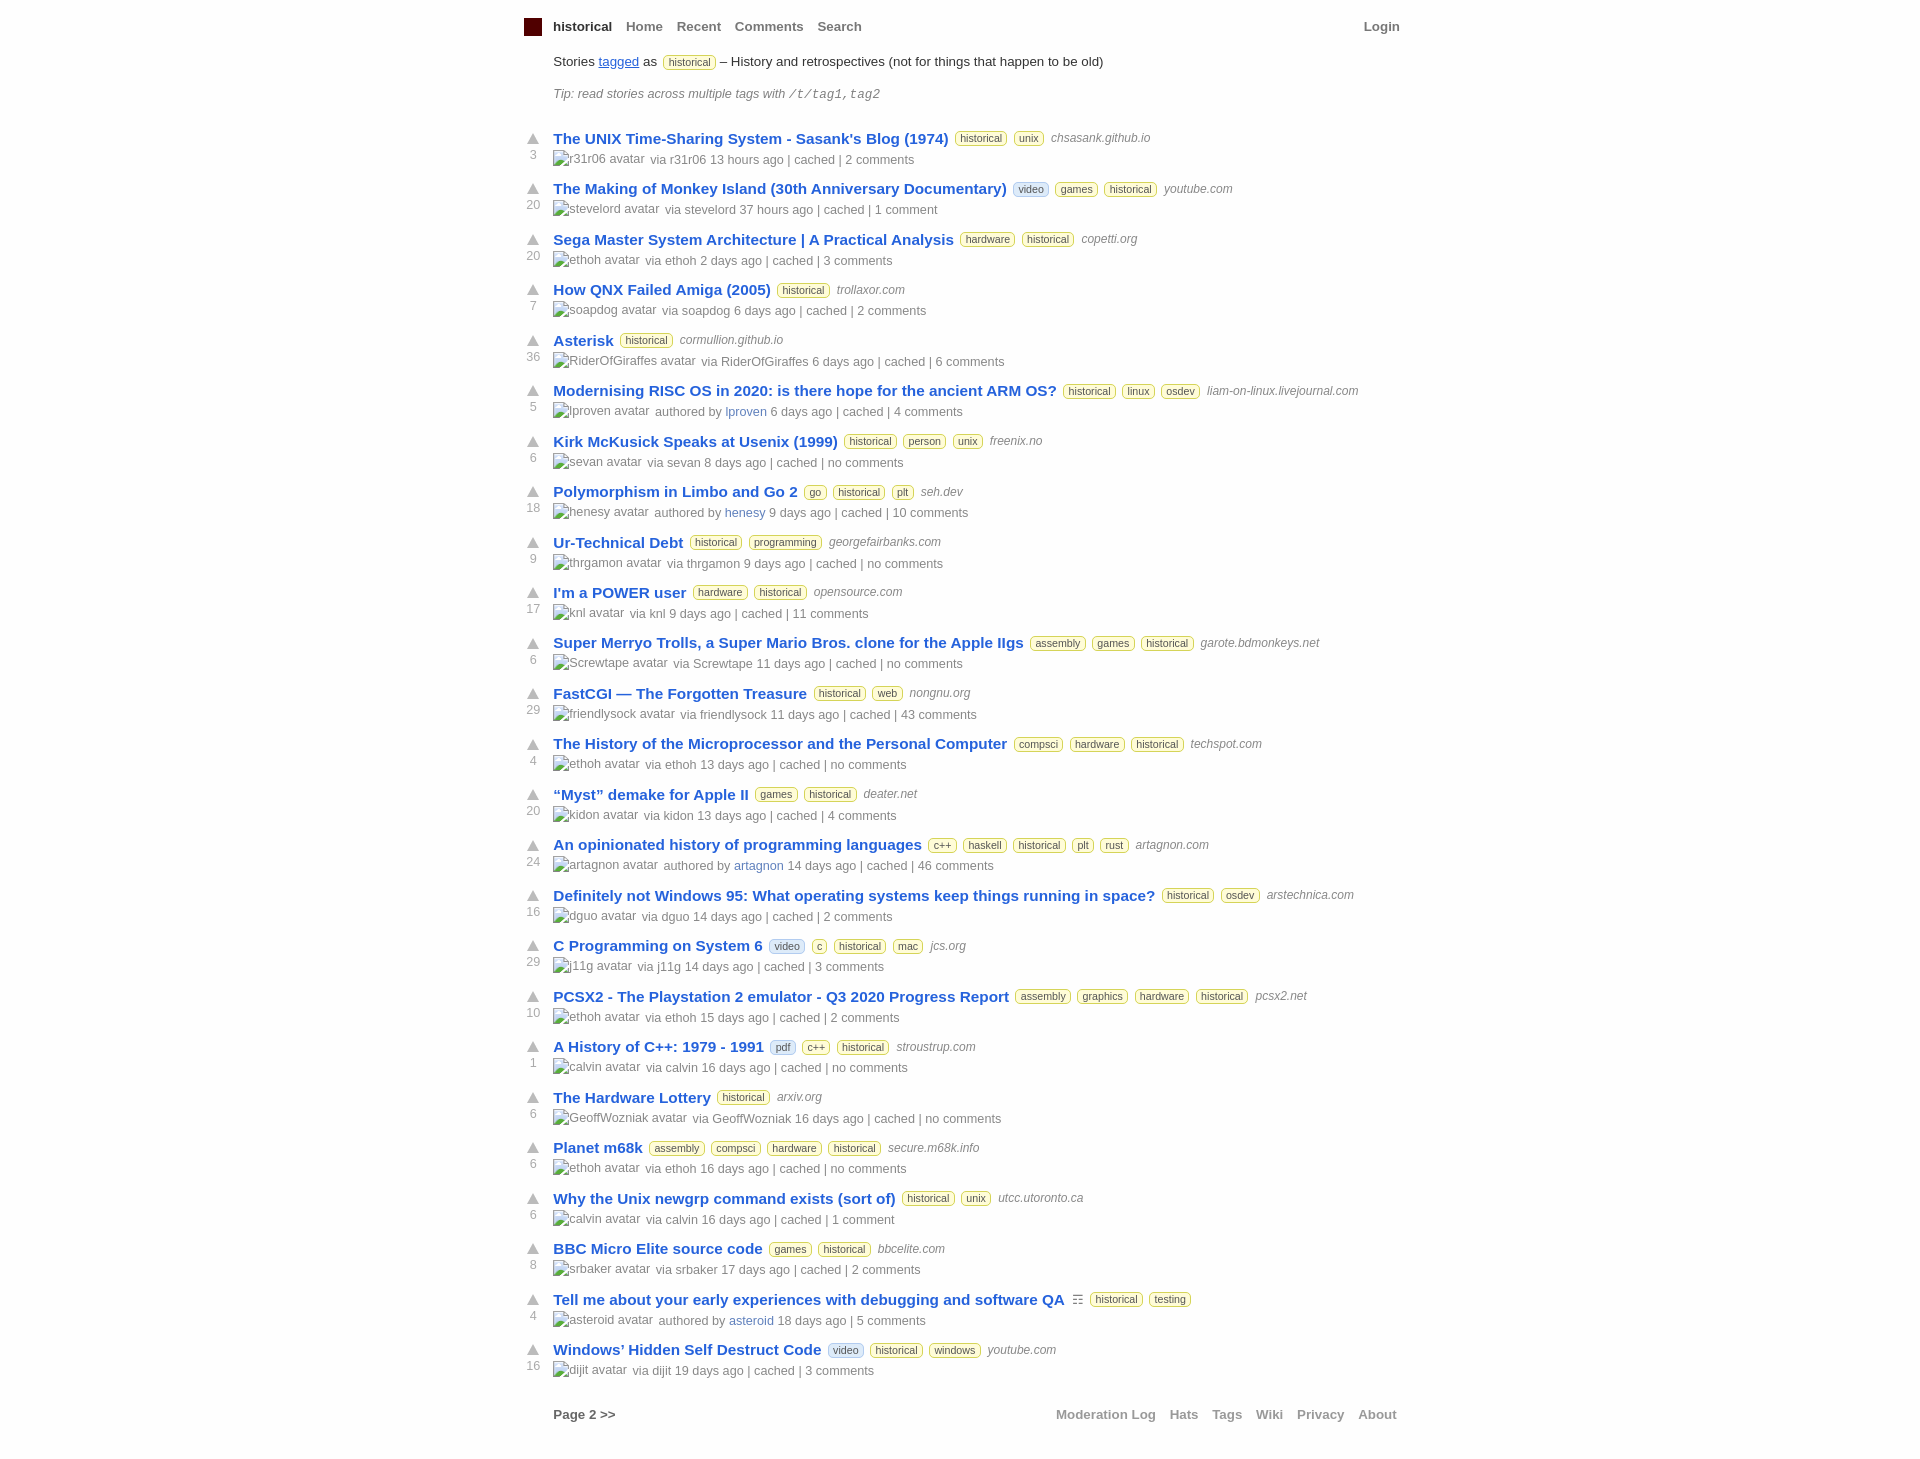 historical Home Recent Comments Search Login
Stories tagged as historical – History and retrospectives (not for things that happen to be old)
Tip: read stories across multiple tags with /t/tag1,tag2
The UNIX Time-Sharing System - Sasank's Blog (1974) historical unix chsasank.github.io
3 r31r06 avatar via r31r06 13 hours ago | cached | 2 comments
The Making of Monkey Island (30th Anniversary Documentary) video games historical youtube.com
20 stevelord avatar via stevelord 37 hours ago | cached | 1 comment
Sega Master System Architecture | A Practical Analysis hardware historical copetti.org
20 ethoh avatar via ethoh 2 days ago | cached | 3 comments
How QNX Failed Amiga (2005) historical trollaxor.com
7 soapdog avatar via soapdog 6 days ago | cached | 2 comments
Asterisk historical cormullion.github.io
36 RiderOfGiraffes avatar via RiderOfGiraffes 6 days ago | cached | 6 comments
Modernising RISC OS in 2020: is there hope for the ancient ARM OS? historical linux osdev liam-on-linux.livejournal.com
5 lproven avatar authored by lproven 6 days ago | cached | 4 comments
Kirk McKusick Speaks at Usenix (1999) historical person unix freenix.no
6 sevan avatar via sevan 8 days ago | cached | no comments
Polymorphism in Limbo and Go 2 go historical plt seh.dev
18 henesy avatar authored by henesy 9 days ago | cached | 10 comments
Ur-Technical Debt historical programming georgefairbanks.com
9 thrgamon avatar via thrgamon 9 days ago | cached | no comments
I'm a POWER user hardware historical opensource.com
17 knl avatar via knl 9 days ago | cached | 11 comments
Super Merryo Trolls, a Super Mario Bros. clone for the Apple IIgs assembly games historical garote.bdmonkeys.net
6 Screwtape avatar via Screwtape 11 days ago | cached | no comments
FastCGI — The Forgotten Treasure historical web nongnu.org
29 friendlysock avatar via friendlysock 11 days ago | cached | 43 comments
The History of the Microprocessor and the Personal Computer compsci hardware historical techspot.com
4 ethoh avatar via ethoh 13 days ago | cached | no comments
“Myst” demake for Apple II games historical deater.net
20 kidon avatar via kidon 13 days ago | cached | 4 comments
An opinionated history of programming languages c++ haskell historical plt rust artagnon.com
24 artagnon avatar authored by artagnon 14 days ago | cached | 46 comments
Definitely not Windows 95: What operating systems keep things running in space? historical osdev arstechnica.com
16 dguo avatar via dguo 14 days ago | cached | 2 comments
C Programming on System 6 video c historical mac jcs.org
29 j11g avatar via j11g 14 days ago | cached | 3 comments
PCSX2 - The Playstation 2 emulator - Q3 2020 Progress Report assembly graphics hardware historical pcsx2.net
10 ethoh avatar via ethoh 15 days ago | cached | 2 comments
A History of C++: 1979 - 1991 pdf c++ historical stroustrup.com
1 calvin avatar via calvin 16 days ago | cached | no comments
The Hardware Lottery historical arxiv.org
6 GeoffWozniak avatar via GeoffWozniak 16 days ago | cached | no comments
Planet m68k assembly compsci hardware historical secure.m68k.info
6 ethoh avatar via ethoh 16 days ago | cached | no comments
Why the Unix newgrp command exists (sort of) historical unix utcc.utoronto.ca
6 calvin avatar via calvin 16 days ago | cached | 1 comment
BBC Micro Elite source code games historical bbcelite.com
8 srbaker avatar via srbaker 17 days ago | cached | 2 comments
Tell me about your early experiences with debugging and software QA ☶ historical testing
4 asteroid avatar authored by asteroid 18 days ago | 5 comments
Windows’ Hidden Self Destruct Code video historical windows youtube.com
16 dijit avatar via dijit 19 days ago | cached | 3 comments
Page 2 >> Moderation Log Hats Tags Wiki Privacy About